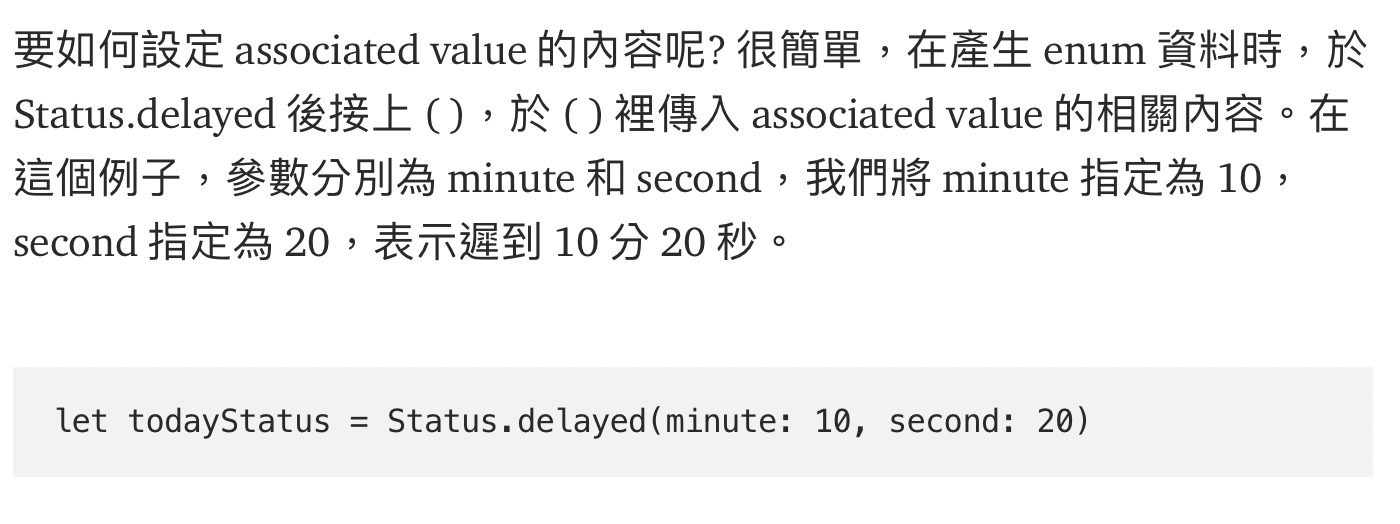 要如何設定 associated value 的內容呢? 很簡單，在產生 enum 資料時，於
Status.delayed 後接上 ( )，於 ( ) 裡傳入 associated value 的相關內容。在
這個例子，參數分別為 minute 和 second，我們將 minute 指定為 10，
second 指定為 20，表示遲到 10 分 20 秒。
let todayStatus = Status.delayed(minute: 10, second: 20)